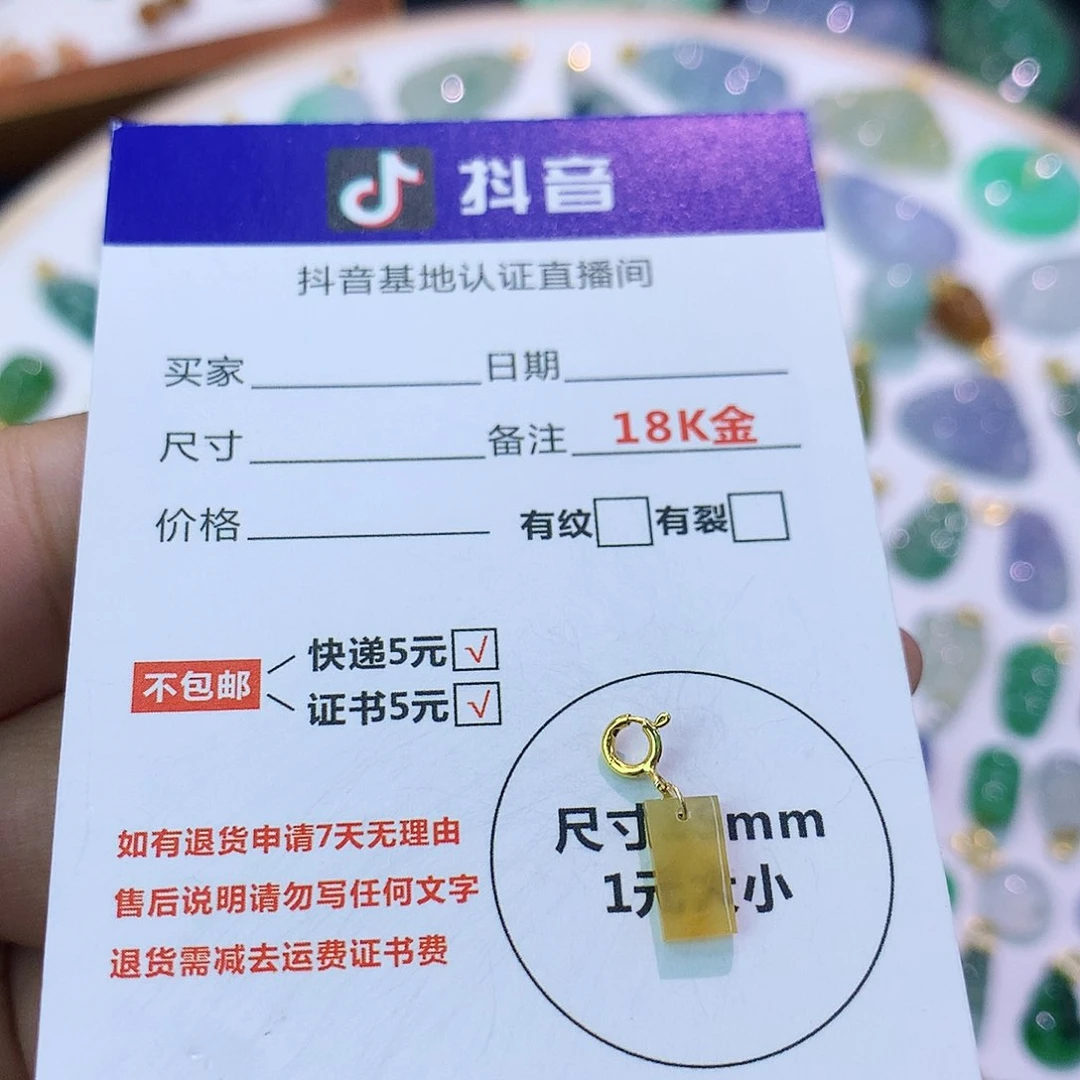 抖音
抖音基地认证直播间
买家 日期
尺寸 备注 18K金
价格 有纹 有裂
不包邮
快递5元 √
证书5元 √
如有退货申请7天无理由
售后说明请勿写任何文字
退货需减去运费证书费
尺寸 mm
1元 大小